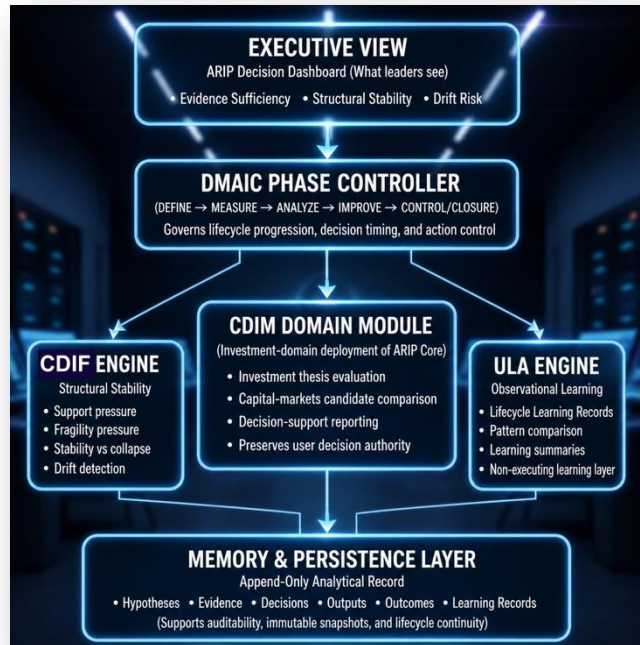 EXECUTIVE VIEW
ARIP Decision Dashboard (What leaders see)
• Evidence Sufficiency • Structural Stability • Drift Risk
DMAIC PHASE CONTROLLER
(DEFINE → MEASURE → ANALYZE → IMPROVE → CONTROL/CLOSURE)
Governs lifecycle progression, decision timing, and action control
CDIF ENGINE
Structural Stability
• Support pressure
• Fragility pressure
• Stability vs collapse
• Drift detection
CDIM DOMAIN MODULE
(Investment-domain deployment of ARIP Core)
• Investment thesis evaluation
• Capital-markets candidate comparison
• Decision-support reporting
• Preserves user decision authority
ULA ENGINE
Observational Learning
• Lifecycle Learning Records
• Pattern comparison
• Learning summaries
• Non-executing learning layer
MEMORY & PERSISTENCE LAYER
Append-Only Analytical Record
• Hypotheses • Evidence • Decisions • Outputs • Outcomes • Learning Records
(Supports auditability, immutable snapshots, and lifecycle continuity)